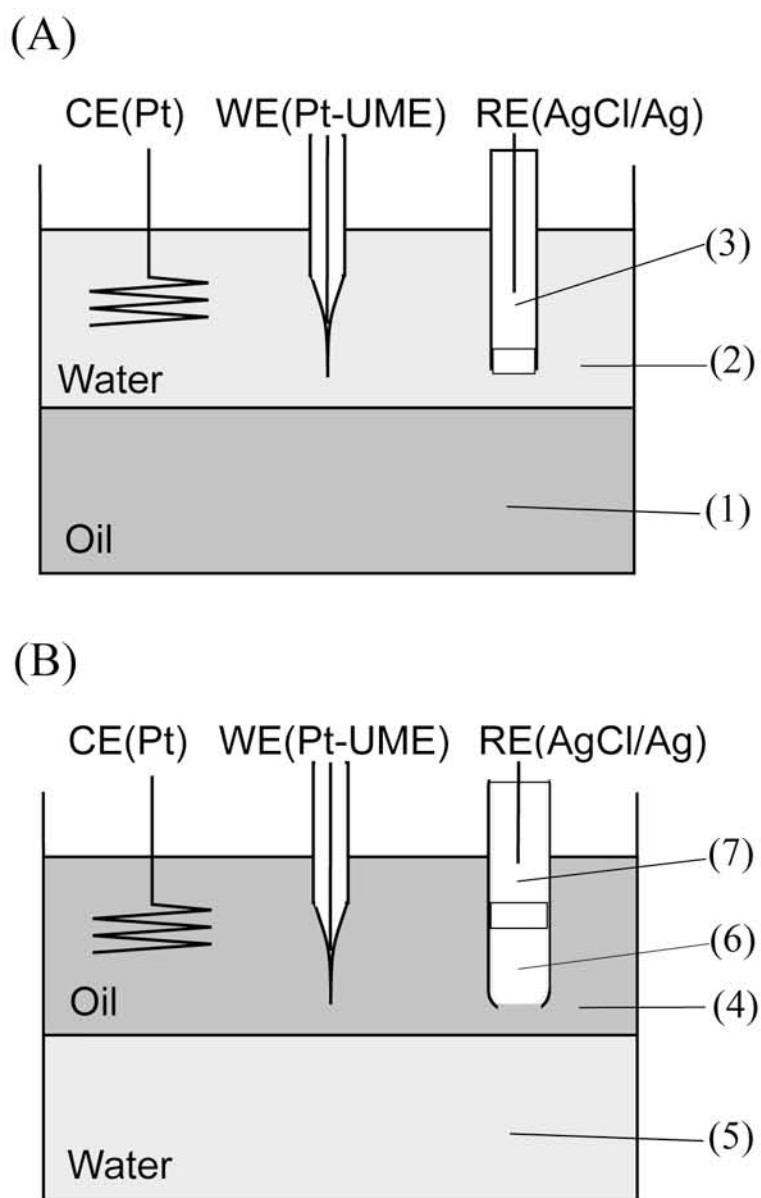 (A)
CE(Pt) WE(Pt-UME) RE(AgCl/Ag)
(3)
(2)
Water
(1)
Oil
(B)
CE(Pt) WE(Pt-UME) RE(AgCl/Ag)
(7)
(6)
Oil
(4)
(5)
Water